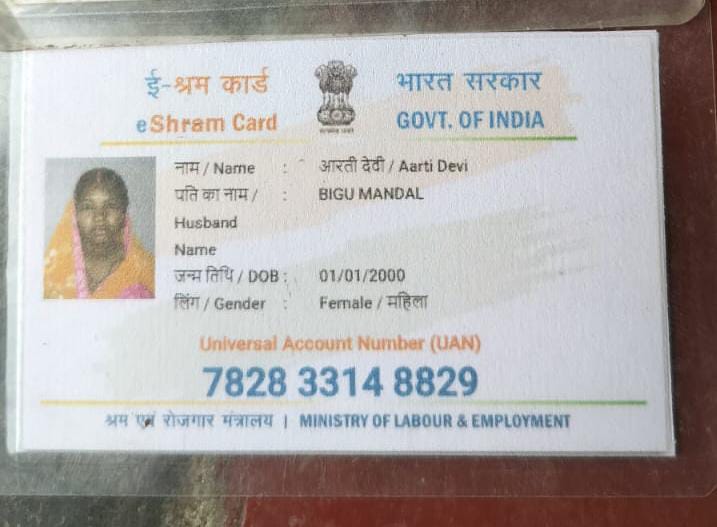 ई-श्रम कार्ड
eShram Card
भारत सरकार
GOVT. OF INDIA
नाम / Name : आरती देवी / Aarti Devi
पति का नाम / : BIGU MANDAL
Husband
Name
जन्म तिथि / DOB : 01/01/2000
लिंग / Gender : Female / महिला
Universal Account Number (UAN)
7828 3314 8829
श्रम एवं रोजगार मंत्रालय | MINISTRY OF LABOUR & EMPLOYMENT